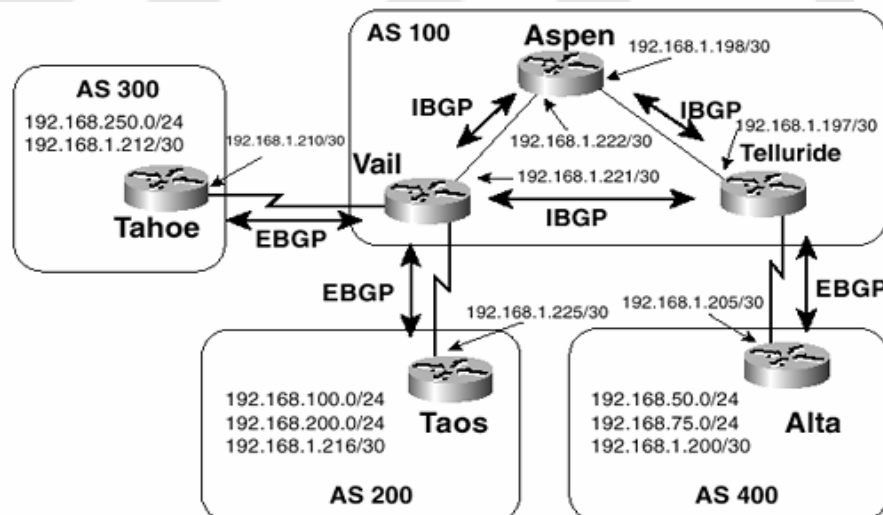 AS 100
Aspen
192.168.1.198/30
AS 300
192.168.250.0/24
192.168.1.212/30
192.168.1.210/30
IBGP
IBGP
192.168.1.222/30
192.168.1.197/30
Telluride
Vail
192.168.1.221/30
Tahoe
EBGP
IBGP
EBGP
EBGP
192.168.1.225/30
192.168.1.205/30
192.168.100.0/24
192.168.200.0/24
192.168.1.216/30
Taos
AS 200
192.168.50.0/24
192.168.75.0/24
192.168.1.200/30
Alta
AS 400